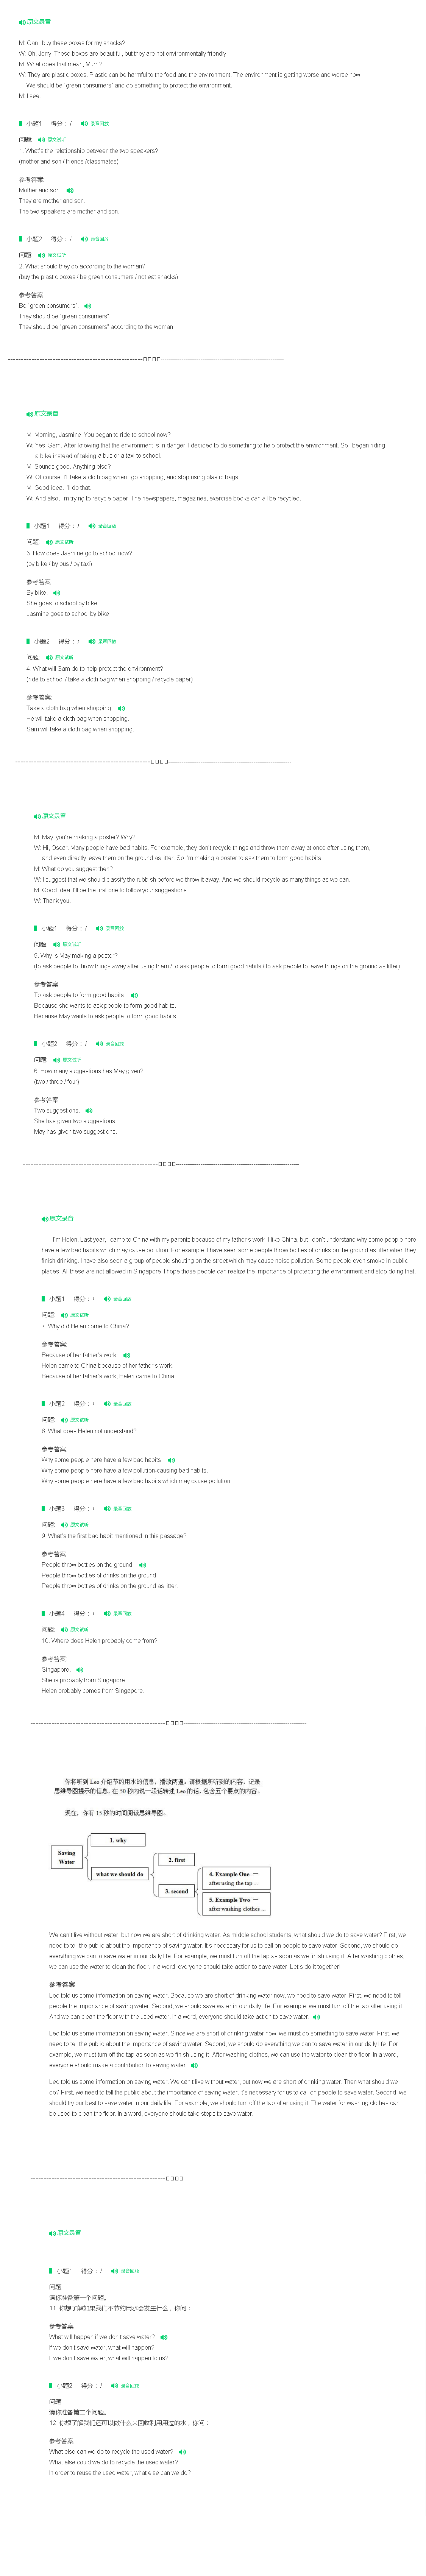 原文录音
M: Can I buy these boxes for my snacks?
W: Oh, Jerry. These boxes are beautiful, but they are not environmentally friendly.
M: What does that mean, Mum?
W: They are plastic boxes. Plastic can be harmful to the food and the environment. The environment is getting worse and worse now.
We should be "green consumers" and do something to protect the environment.
M: I see.
小题1 得分：/ 录音回放
问题: 原文试听
1. What's the relationship between the two speakers?
(mother and son / friends /classmates)
参考答案:
Mother and son.
They are mother and son.
The two speakers are mother and son.
小题2 得分：/ 录音回放
问题: 原文试听
2. What should they do according to the woman?
(buy the plastic boxes / be green consumers / not eat snacks)
参考答案:
Be "green consumers".
They should be "green consumers".
They should be "green consumers" according to the woman.
原文录音
M: Morning, Jasmine. You began to ride to school now?
W: Yes, Sam. After knowing that the environment is in danger, I decided to do something to help protect the environment. So I began riding
a bike instead of taking a bus or a taxi to school.
M: Sounds good. Anything else?
W: Of course. I'll take a cloth bag when I go shopping, and stop using plastic bags.
M: Good idea. I'll do that.
W: And also, I'm trying to recycle paper. The newspapers, magazines, exercise books can all be recycled.
小题1 得分：/ 录音回放
问题: 原文试听
3. How does Jasmine go to school now?
(by bike / by bus / by taxi)
参考答案:
By bike.
She goes to school by bike.
Jasmine goes to school by bike.
小题2 得分：/ 录音回放
问题: 原文试听
4. What will Sam do to help protect the environment?
(ride to school / take a cloth bag when shopping / recycle paper)
参考答案:
Take a cloth bag when shopping.
He will take a cloth bag when shopping.
Sam will take a cloth bag when shopping.
原文录音
M: May, you're making a poster? Why?
W: Hi, Oscar. Many people have bad habits. For example, they don't recycle things and throw them away at once after using them,
and even directly leave them on the ground as litter. So I'm making a poster to ask them to form good habits.
M: What do you suggest then?
W: I suggest that we should classify the rubbish before we throw it away. And we should recycle as many things as we can.
M: Good idea. I'll be the first one to follow your suggestions.
W: Thank you.
小题1 得分：/ 录音回放
问题: 原文试听
5. Why is May making a poster?
(to ask people to throw things away after using them / to ask people to form good habits / to ask people to leave things on the ground as litter)
参考答案:
To ask people to form good habits.
Because she wants to ask people to form good habits.
Because May wants to ask people to form good habits.
小题2 得分：/ 录音回放
问题: 原文试听
6. How many suggestions has May given?
(two / three / four)
参考答案:
Two suggestions.
She has given two suggestions.
May has given two suggestions.
原文录音
I'm Helen. Last year, I came to China with my parents because of my father's work. I like China, but I don't understand why some people here
have a few bad habits which may cause pollution. For example, I have seen some people throw bottles of drinks on the ground as litter when they
finish drinking. I have also seen a group of people shouting on the street which may cause noise pollution. Some people even smoke in public
places. All these are not allowed in Singapore. I hope those people can realize the importance of protecting the environment and stop doing that.
小题1 得分：/ 录音回放
问题: 原文试听
7. Why did Helen come to China?
参考答案:
Because of her father's work.
Helen came to China because of her father's work.
Because of her father's work, Helen came to China.
小题2 得分：/ 录音回放
问题: 原文试听
8. What does Helen not understand?
参考答案:
Why some people here have a few bad habits.
Why some people here have a few pollution-causing bad habits.
Why some people here have a few bad habits which may cause pollution.
小题3 得分：/ 录音回放
问题: 原文试听
9. What's the first bad habit mentioned in this passage?
参考答案:
People throw bottles on the ground.
People throw bottles of drinks on the ground.
People throw bottles of drinks on the ground as litter.
小题4 得分：/ 录音回放
问题: 原文试听
10. Where does Helen probably come from?
参考答案:
Singapore.
She is probably from Singapore.
Helen probably comes from Singapore.
你将听到 Leo 介绍节约用水的信息。播放两遍。请根据所听到的内容，记录
思维导图提示的信息。在 50 秒内说一段话转述 Leo 的话。包含五个要点的内容。
现在，你有 15 秒的时间阅读思维导图。
Saving Water
1. why
what we should do
2. first
3. second
4. Example One —
after using the tap ...
5. Example Two —
after washing clothes ...
We can't live without water, but now we are short of drinking water. As middle school students, what should we do to save water? First, we
need to tell the public about the importance of saving water. It's necessary for us to call on people to save water. Second, we should do
everything we can to save water in our daily life. For example, we must turn off the tap as soon as we finish using it. After washing clothes,
we can use the water to clean the floor. In a word, everyone should take action to save water. Let's do it together!
参考答案:
Leo told us some information on saving water. Because we are short of drinking water now, we need to save water. First, we need to tell
people the importance of saving water. Second, we should save water in our daily life. For example, we must turn off the tap after using it.
And we can clean the floor with the used water. In a word, everyone should take action to save water.
Leo told us some information on saving water. Since we are short of drinking water now, we must do something to save water. First, we
need to tell the public about the importance of saving water. Second, we should do everything we can to save water in our daily life. For
example, we must turn off the tap as soon as we finish using it. After washing clothes, we can use the water to clean the floor. In a word,
everyone should make a contribution to saving water.
Leo told us some information on saving water. We can't live without water, but now we are short of drinking water. Then what should we
do? First, we need to tell the public about the importance of saving water. It's necessary for us to call on people to save water. Second, we
should try our best to save water in our daily life. For example, we should turn off the tap after using it. The water for washing clothes can
be used to clean the floor. In a word, everyone should take steps to save water.
原文录音
小题1 得分：/ 录音回放
问题:
请你准备第一个问题。
11. 你想了解如果我们不节约用水会发生什么，你问：
参考答案:
What will happen if we don't save water?
If we don't save water, what will happen?
If we don't save water, what will happen to us?
小题2 得分：/ 录音回放
问题:
请你准备第二个问题。
12. 你想了解我们还可以做什么来回收利用用过的水，你问：
参考答案:
What else can we do to recycle the used water?
What else could we do to recycle the used water?
In order to reuse the used water, what else can we do?